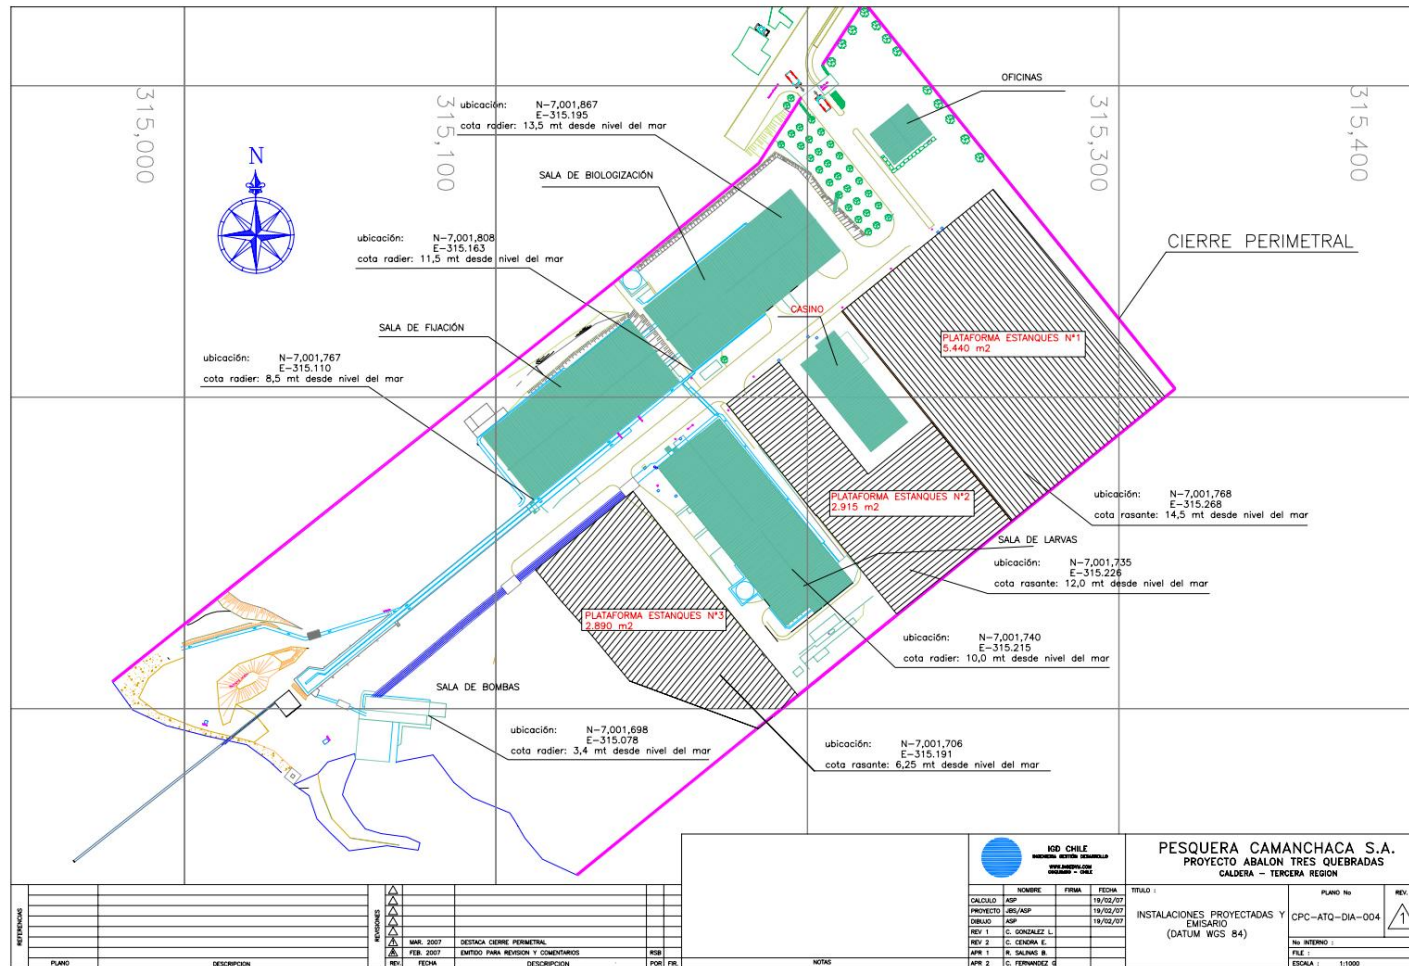 OFICINAS
315,000
315,100
315,300
315,400
N
ubicación: N-7,001,867
E-315.195
cota radier: 13,5 mt desde nivel del mar
SALA DE BIOLOGIZACIÓN
ubicación: N-7,001,808
E-315.163
cota radier: 11,5 mt desde nivel del mar
CIERRE PERIMETRAL
SALA DE FIJACIÓN
CASINO
PLATAFORMA ESTANQUES N°1
5.440 m2
ubicación: N-7,001,767
E-315.110
cota radier: 8,5 mt desde nivel del mar
PLATAFORMA ESTANQUES N°2
2.915 m2
ubicación: N-7,001,768
E-315.268
cota rasante: 14,5 mt desde nivel del mar
SALA DE LARVAS
ubicación: N-7,001,735
E-315.226
cota rasante: 12,0 mt desde nivel del mar
PLATAFORMA ESTANQUES N°3
2.890 m2
ubicación: N-7,001,740
E-315.215
cota radier: 10,0 mt desde nivel del mar
SALA DE BOMBAS
ubicación: N-7,001,698
E-315.078
cota radier: 3,4 mt desde nivel del mar
ubicación: N-7,001,706
E-315.191
cota rasante: 6,25 mt desde nivel del mar
IGD CHILE
INGENIERIA GESTION DESARROLLO
COQUIMBO - CHILE
PESQUERA CAMANCHACA S.A.
PROYECTO ABALON TRES QUEBRADAS
CALDERA - TERCERA REGION
NOMBRE FIRMA FECHA
CALCULO ASP 19/02/07
PROYECTO JBS/ASP 19/02/07
DIBUJO ASP 19/02/07
REV 1 C. GONZALEZ L.
REV 2 C. CENDRA E.
APR 1 R. SALINAS B.
APR 2 C. FERNANDEZ G
TITULO :
INSTALACIONES PROYECTADAS Y
EMISARIO
(DATUM WGS 84)
PLANO No
CPC-ATQ-DIA-004
REV.
1
No INTERNO :
FILE :
ESCALA : 1:1000
REFERENCIAS
PLANO DESCRIPCION
REVISIONES
1 MAR. 2007 DESTACA CIERRE PERIMETRAL
FEB. 2007 EMITIDO PARA REVISION Y COMENTARIOS RSB
REV. FECHA DESCRIPCION POR FIR.
NOTAS